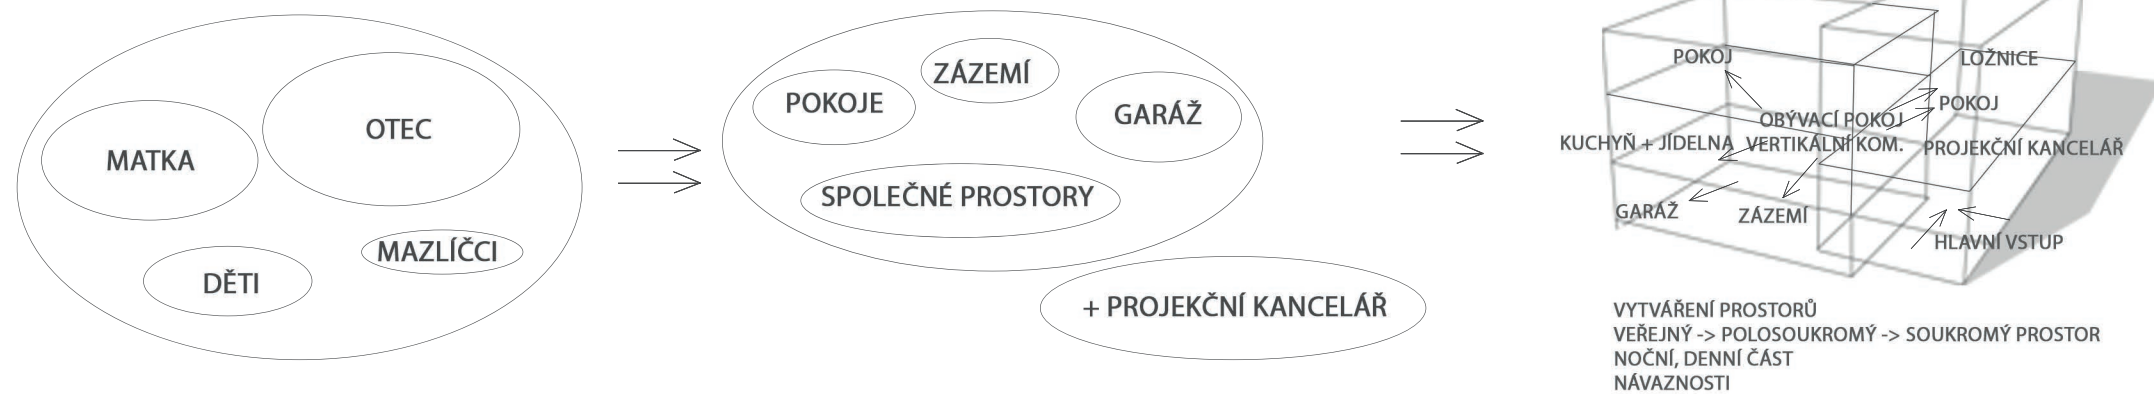 MATKA
OTEC
DĚTI
MAZLÍČCI
POKOJE
ZÁZEMÍ
GARÁŽ
SPOLEČNÉ PROSTORY
+ PROJEKČNÍ KANCELÁŘ
POKOJ
LOŽNICE
POKOJ
OBÝVACÍ POKOJ
KUCHYŇ + JÍDELNA
VERTIKÁLNÍ KOM.
PROJEKČNÍ KANCELÁŘ
GARÁŽ
ZÁZEMÍ
HLAVNÍ VSTUP
VYTVÁŘENÍ PROSTORŮ
VEŘEJNÝ -> POLOSOUKROMÝ -> SOUKROMÝ PROSTOR
NOČNÍ, DENNÍ ČÁST
NÁVAZNOSTI